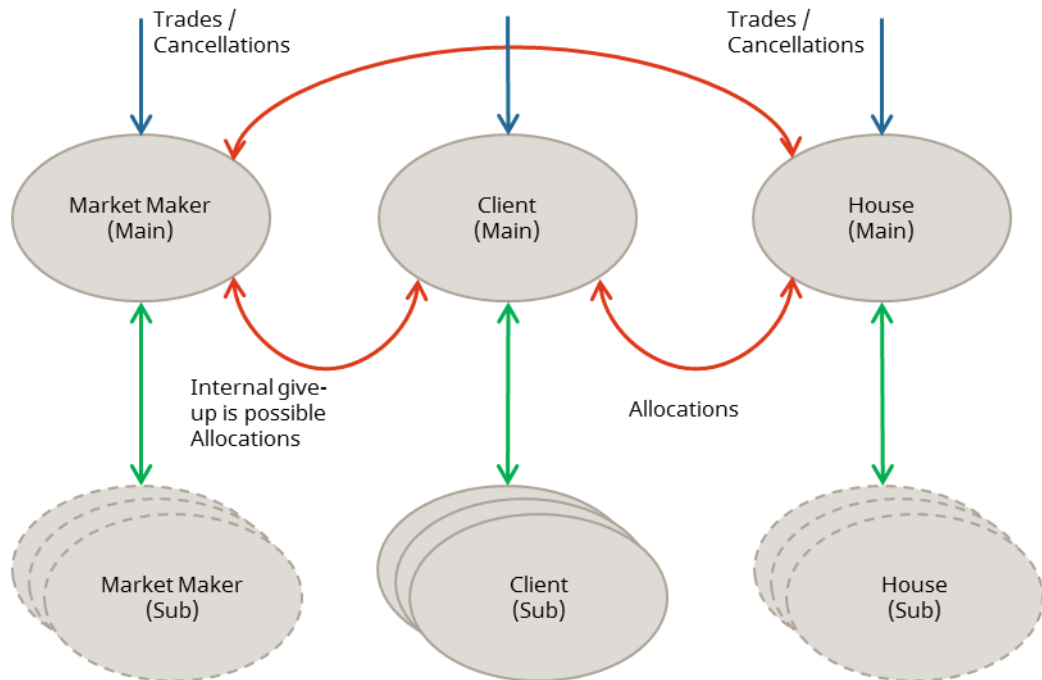 Trades /
Cancellations
Trades /
Cancellations
Market Maker
(Main)
Client
(Main)
House
(Main)
Internal give-
up is possible
Allocations
Allocations
Market Maker
(Sub)
Client
(Sub)
House
(Sub)